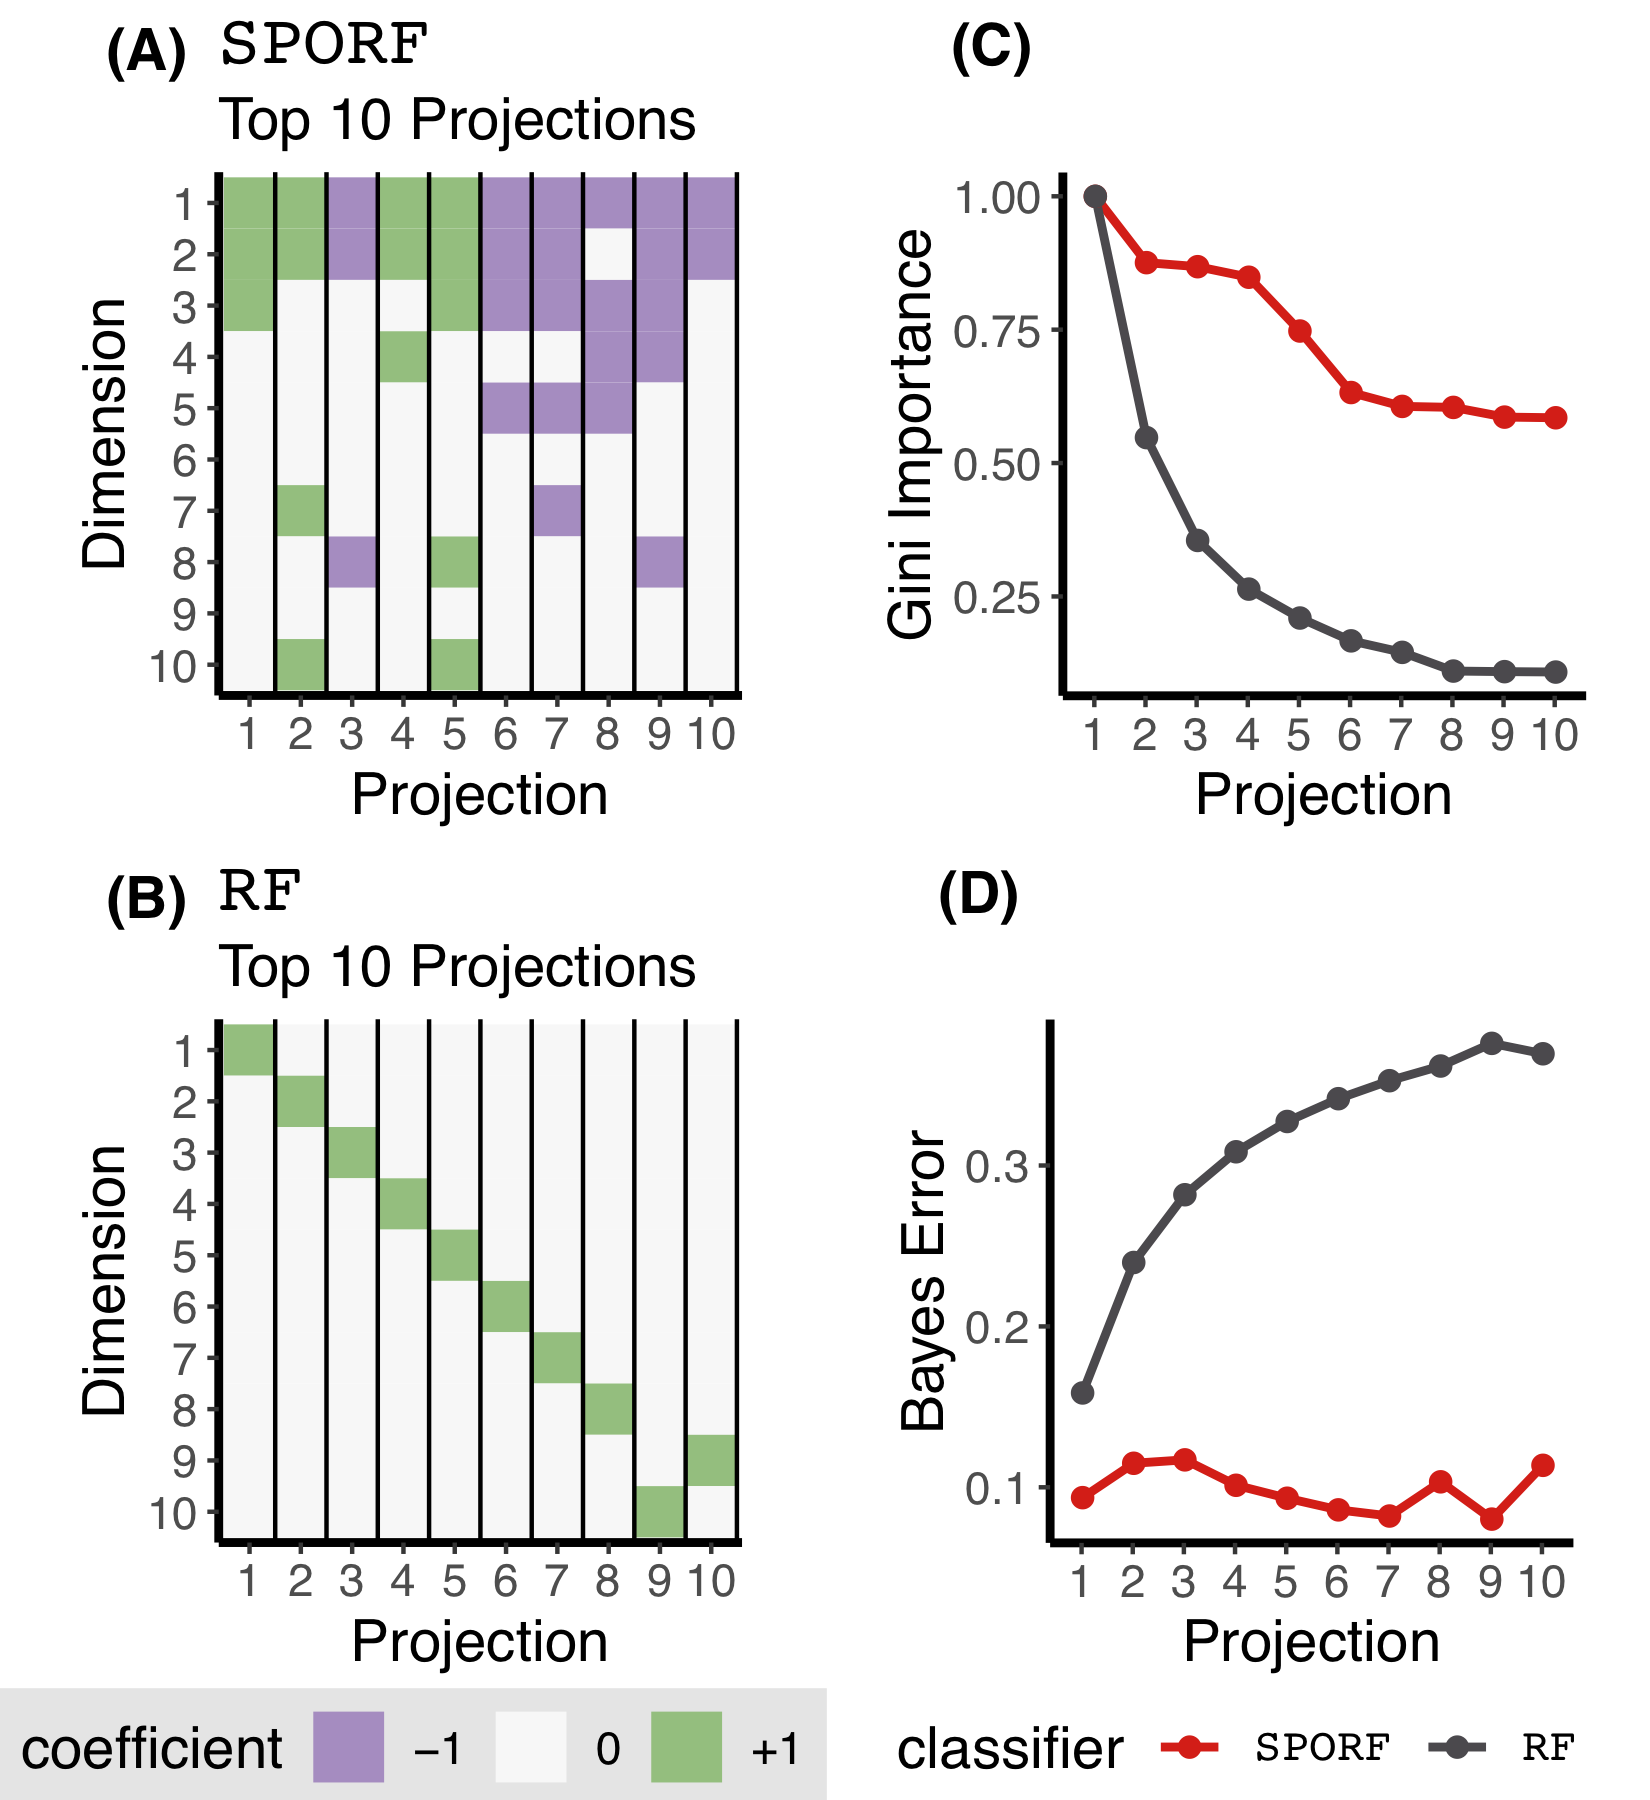 (A) SPORF
Top 10 Projections
Dimension
1
2
3
4
5
6
7
8
9
10
1 2 3 4 5 6 7 8 9 10
Projection
(C)
Gini Importance
1.00
0.75
0.50
0.25
1 2 3 4 5 6 7 8 9 10
Projection
(B) RF
Top 10 Projections
Dimension
1
2
3
4
5
6
7
8
9
10
1 2 3 4 5 6 7 8 9 10
Projection
(D)
Bayes Error
0.3
0.2
0.1
1 2 3 4 5 6 7 8 9 10
Projection
coefficient −1 0 +1
classifier SPORF RF